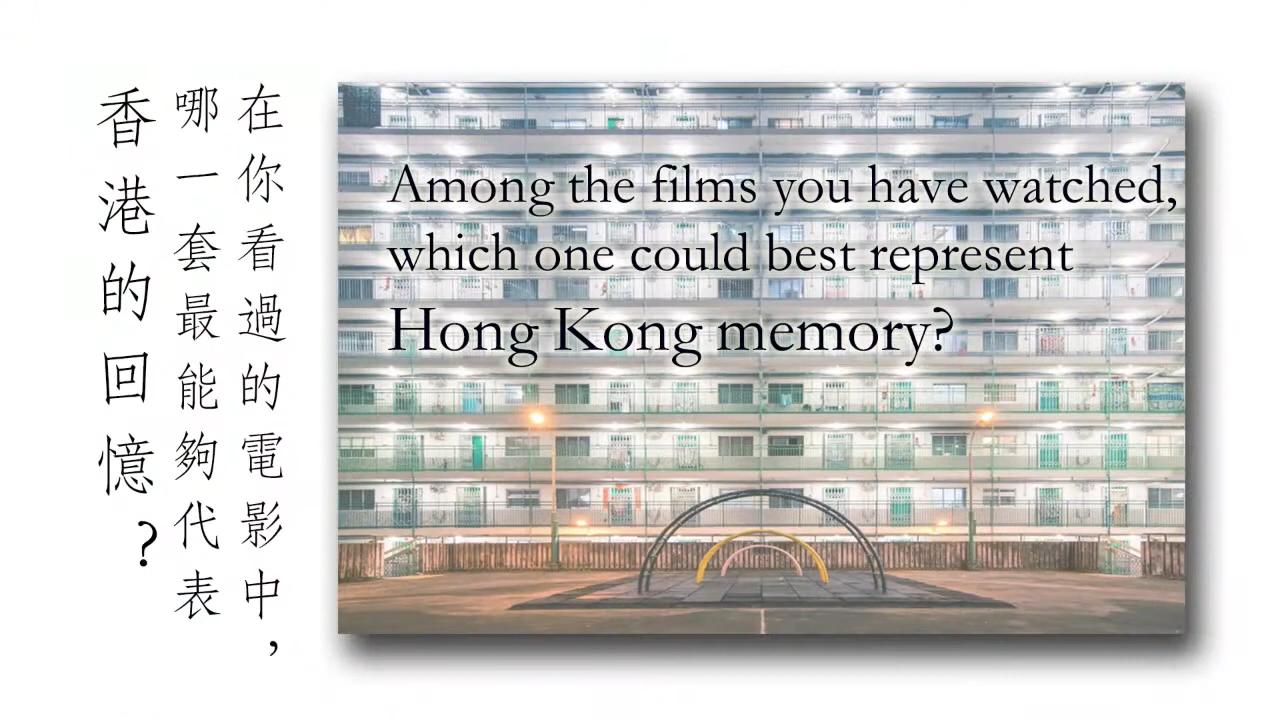 在你看過的電影中，
哪一套最能夠代表
香港的回憶？
Among the films you have watched,
which one could best represent
Hong Kong memory?